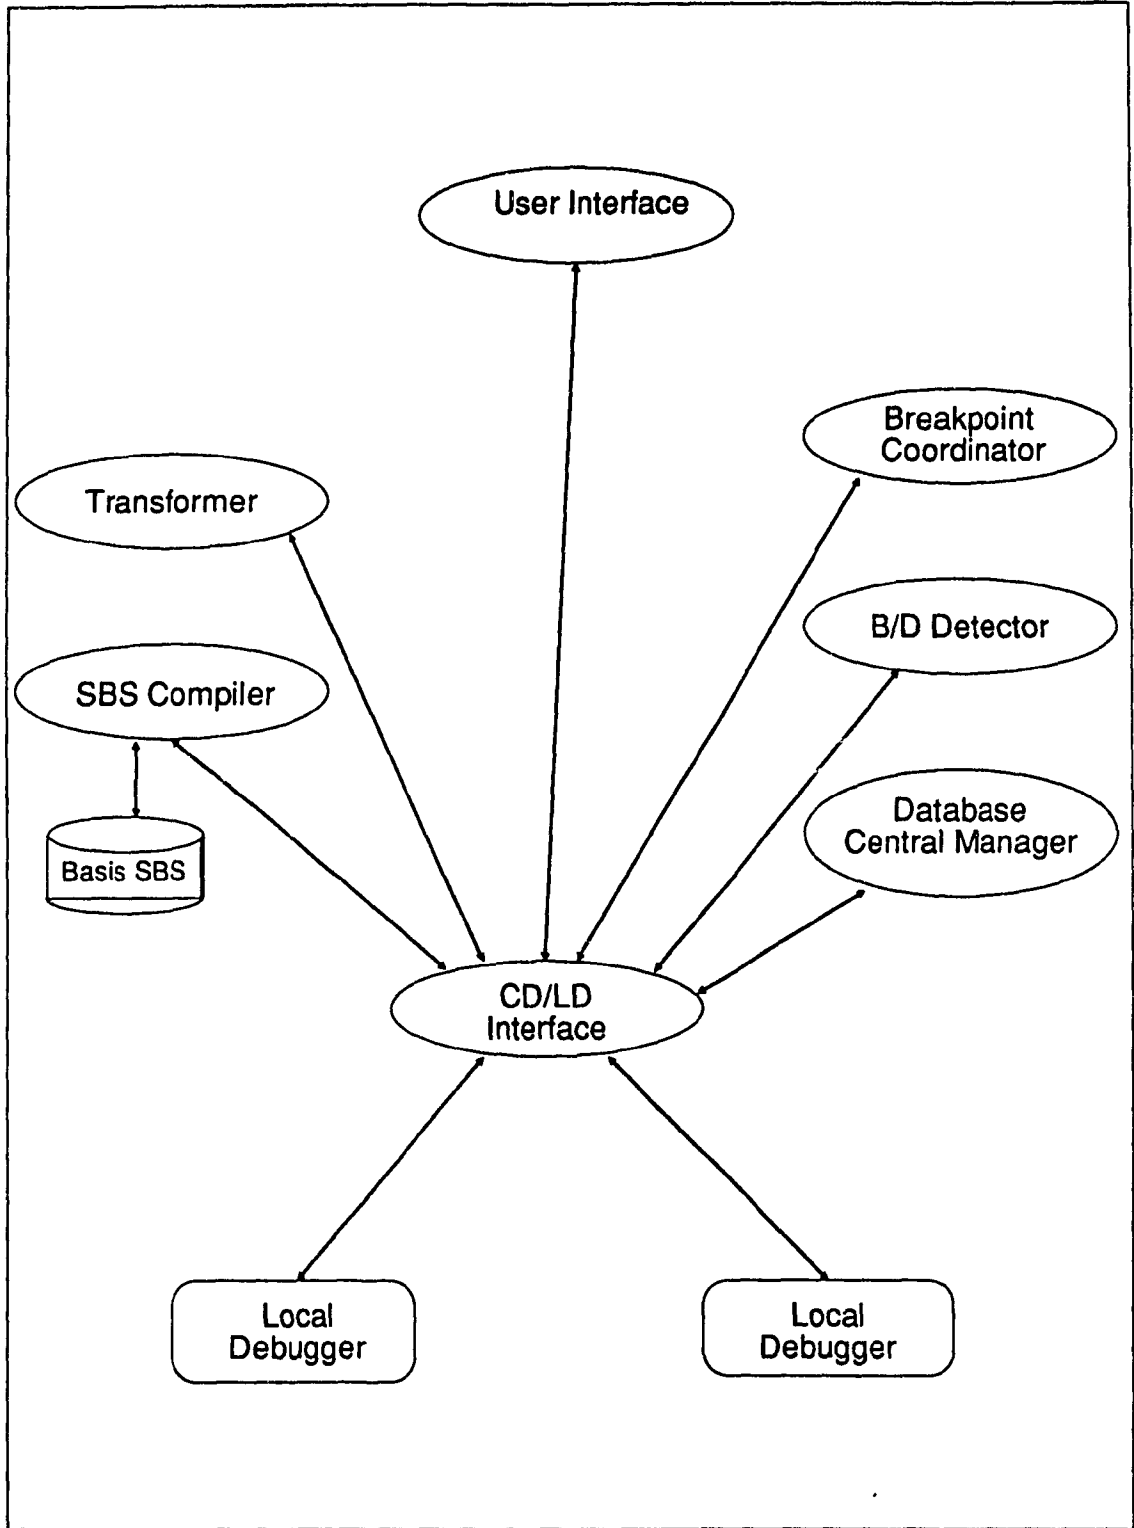 User Interface
Breakpoint
Coordinator
Transformer
B/D Detector
SBS Compiler
Database
Central Manager
Basis SBS
CD/LD
Interface
Local
Debugger
Local
Debugger